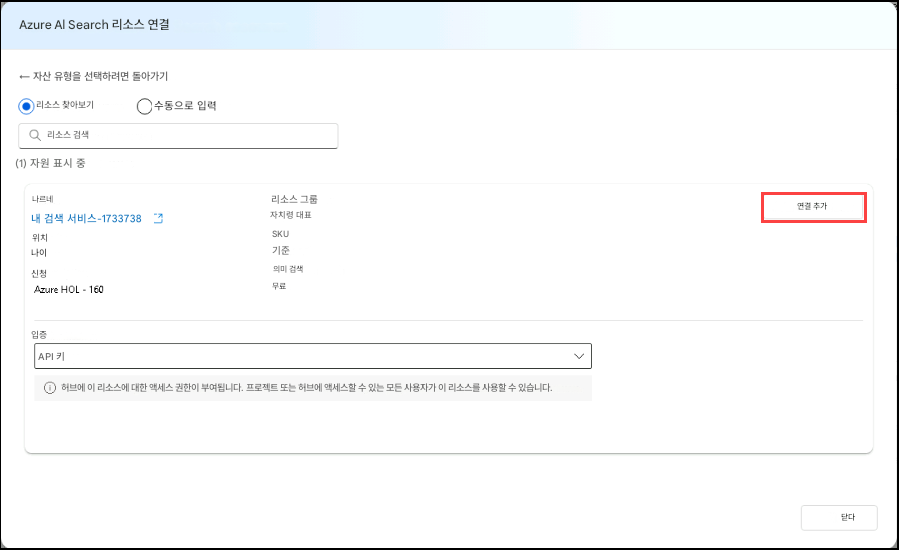 Azure AI Search 리소스 연결
← 자산 유형을 선택하려면 돌아가기
리소스 찾아보기
수동으로 입력
리소스 검색
(1) 자원 표시 중
나르네
내 검색 서비스-1733738
위치
나이
신청
Azure HOL - 160
리소스 그룹
자치령 대표
SKU
기준
의미 검색
무료
연결 추가
입증
API 키
허브에 이 리소스에 대한 액세스 권한이 부여됩니다. 프로젝트 또는 허브에 액세스할 수 있는 모든 사용자가 이 리소스를 사용할 수 있습니다.
닫다